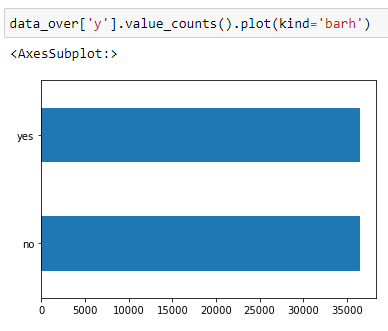 data_over['y'].value_counts().plot(kind='barh')
<AxesSubplot:>
yes
no
0 5000 10000 15000 20000 25000 30000 35000